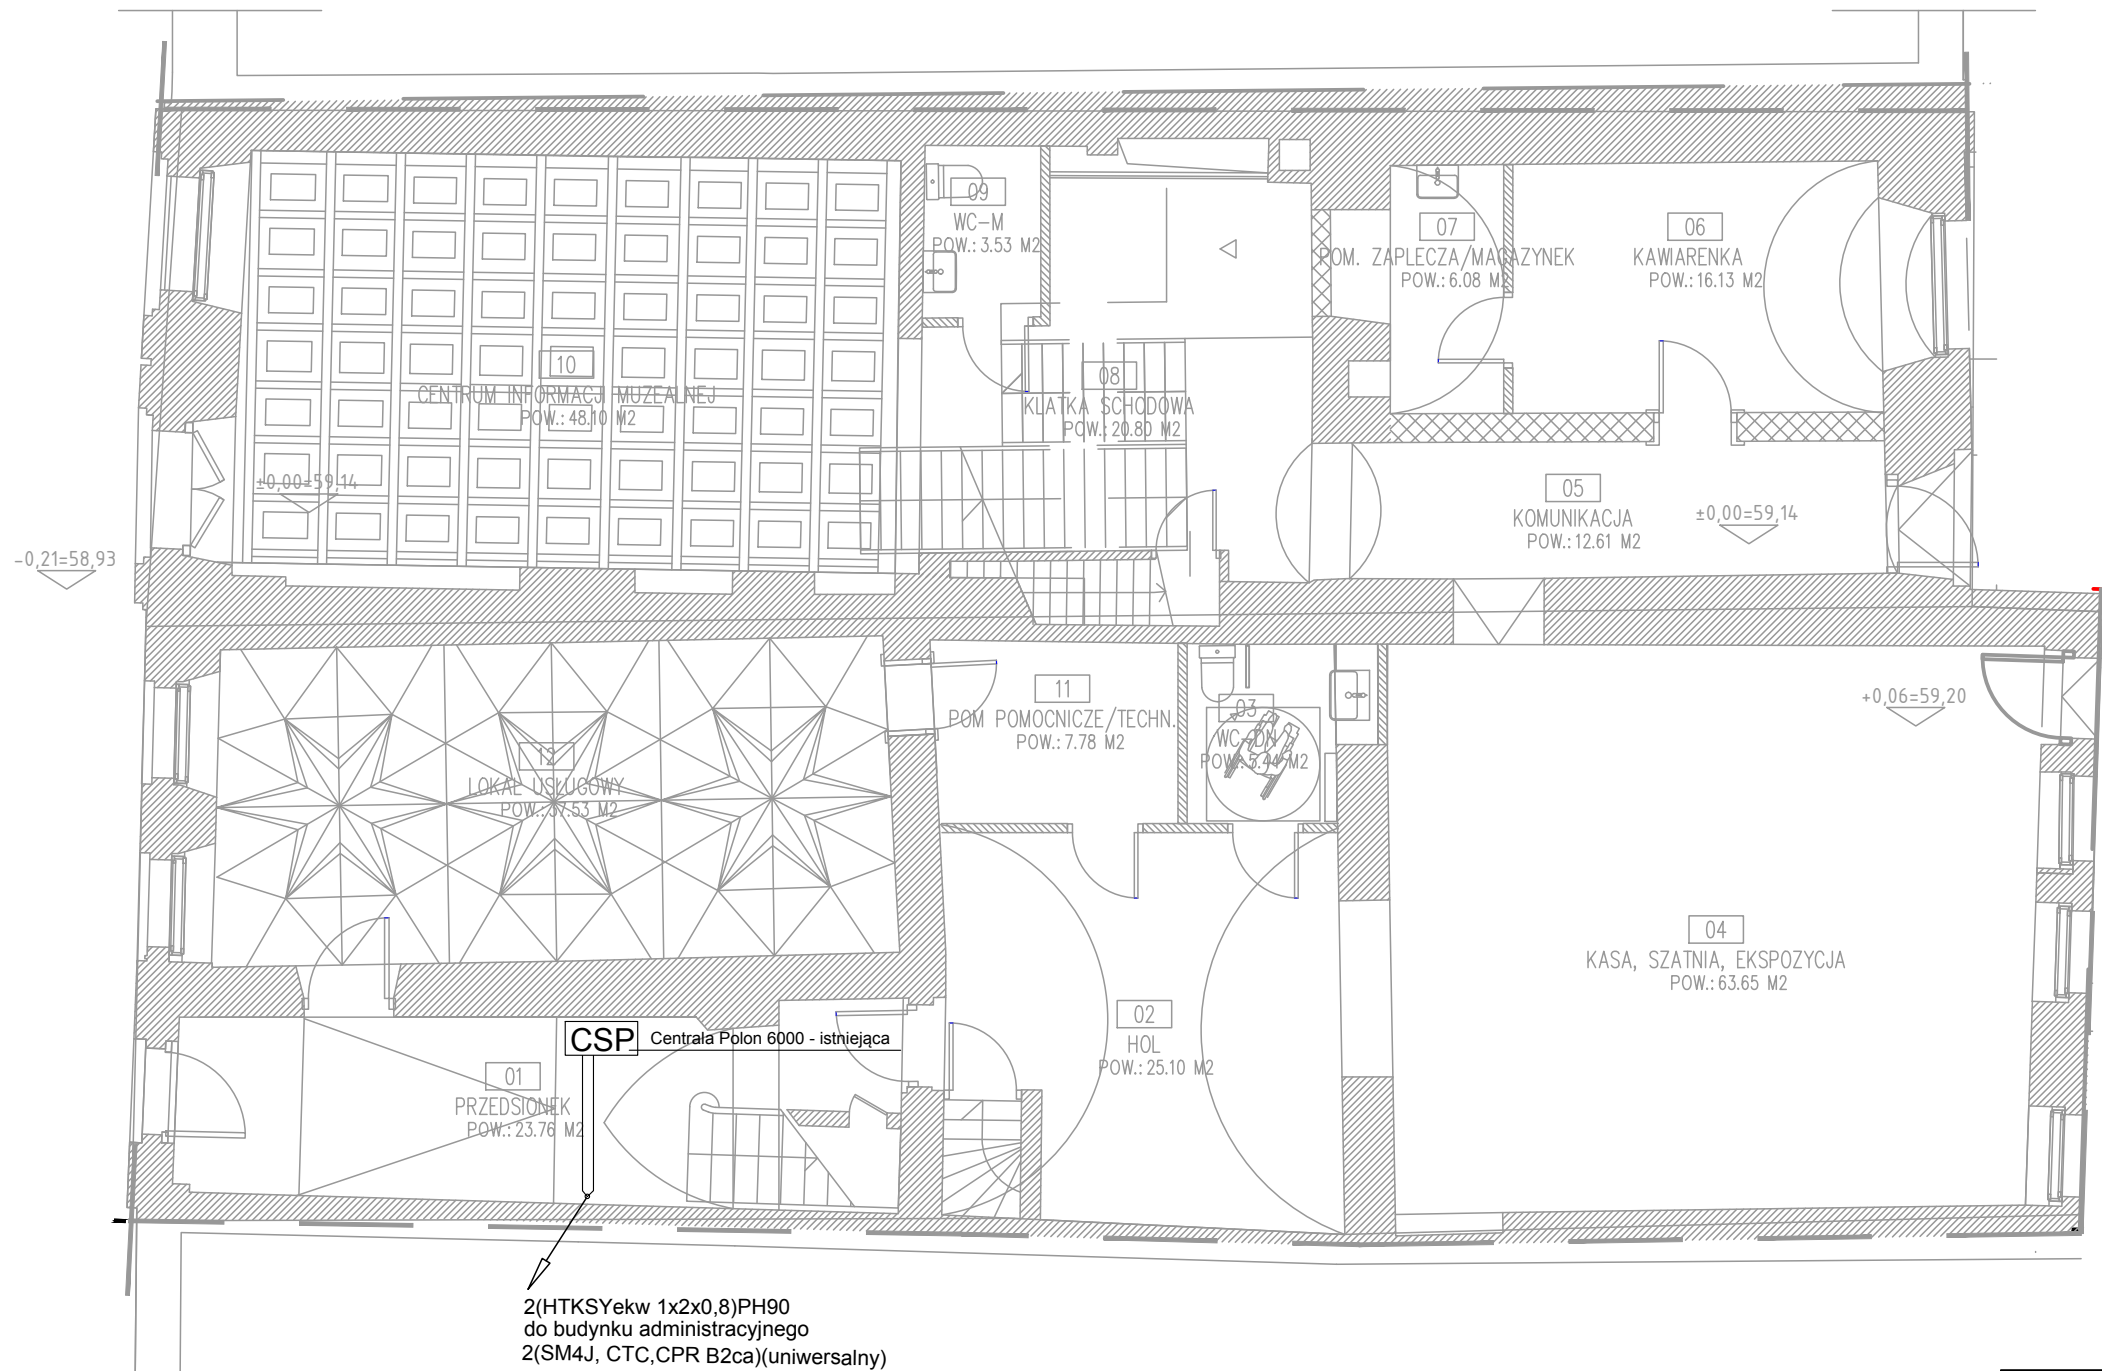 09
WC-M
POW.: 3.53 M2
07
POM. ZAPLECZA/MAGAZYNEK
POW.: 6.08 M2
06
KAWIARENKA
POW.: 16.13 M2
10
CENTRUM INFORMACJI MUZEALNEJ
POW.: 48.10 M2
08
KLATKA SCHODOWA
POW.: 20.80 M2
±0,00=59,14
05
KOMUNIKACJA
POW.: 12.61 M2
±0,00=59,14
-0,21=58,93
11
POM POMOCNICZE/TECHN.
POW.: 7.78 M2
03
WC-DN
POW.: 5.44 M2
+0,06=59,20
12
LOKAL USŁUGOWY
POW.: 37.53 M2
04
KASA, SZATNIA, EKSPOZYCJA
POW.: 63.65 M2
02
HOL
POW.: 25.10 M2
CSP Centrala Polon 6000 - istniejąca
01
PRZEDSIONEK
POW.: 23.76 M2
2(HTKSYekw 1x2x0,8)PH90
do budynku administracyjnego
2(SM4J, CTC,CPR B2ca)(uniwersalny)